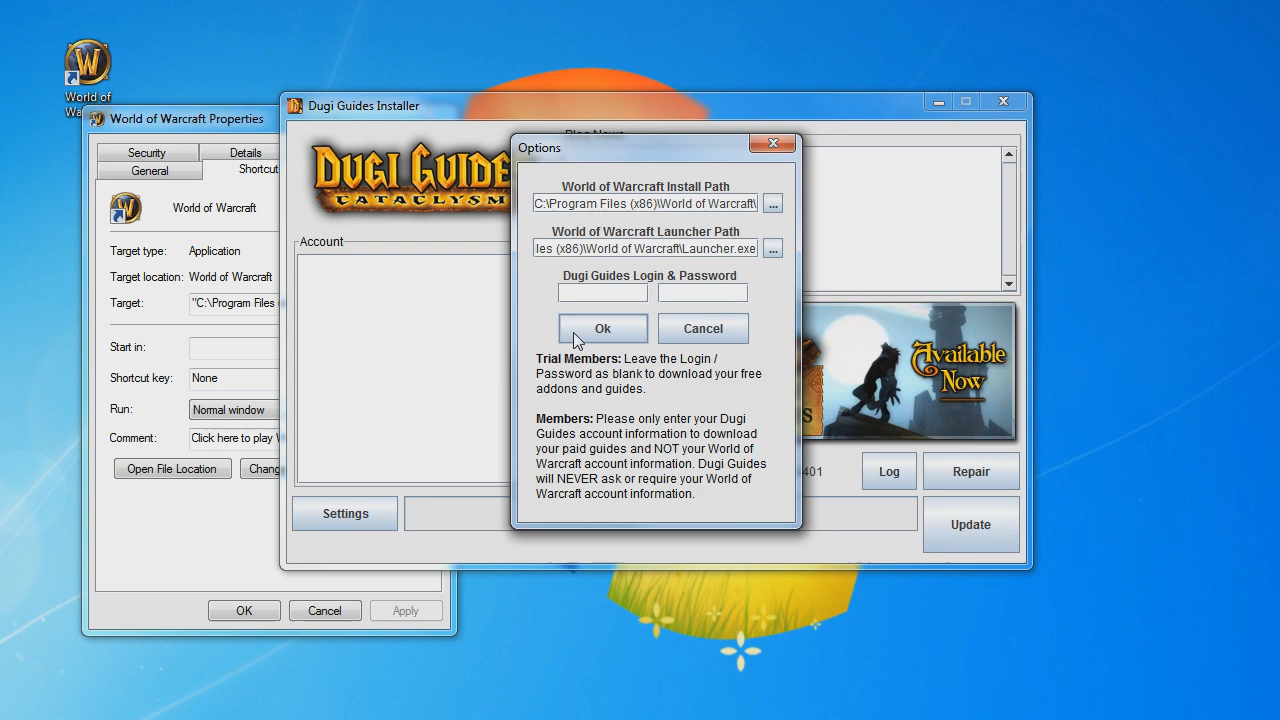 World of
World of Warcraft Properties
Security
Details
General
Shortcut
World of Warcraft
Target type:
Application
Target location:
World of Warcraft
Target:
"C:\Program Files
Start in:
Shortcut key:
None
Run:
Normal window
Comment:
Click here to play
Open File Location
OK
Cancel
Apply
Dugi Guides Installer
DUGI GUIDE
CATACLYSM
Account
Settings
401
Log
Repair
Update
Available
Now
Options
World of Warcraft Install Path
C:\Program Files (x86)\World of Warcraft\
...
World of Warcraft Launcher Path
les (x86)\World of Warcraft\Launcher.exe
...
Dugi Guides Login & Password
Ok
Cancel
Trial Members: Leave the Login /
Password as blank to download your free
addons and guides.
Members: Please only enter your Dugi
Guides account information to download
your paid guides and NOT your World of
Warcraft account information. Dugi Guides
will NEVER ask or require your World of
Warcraft account information.